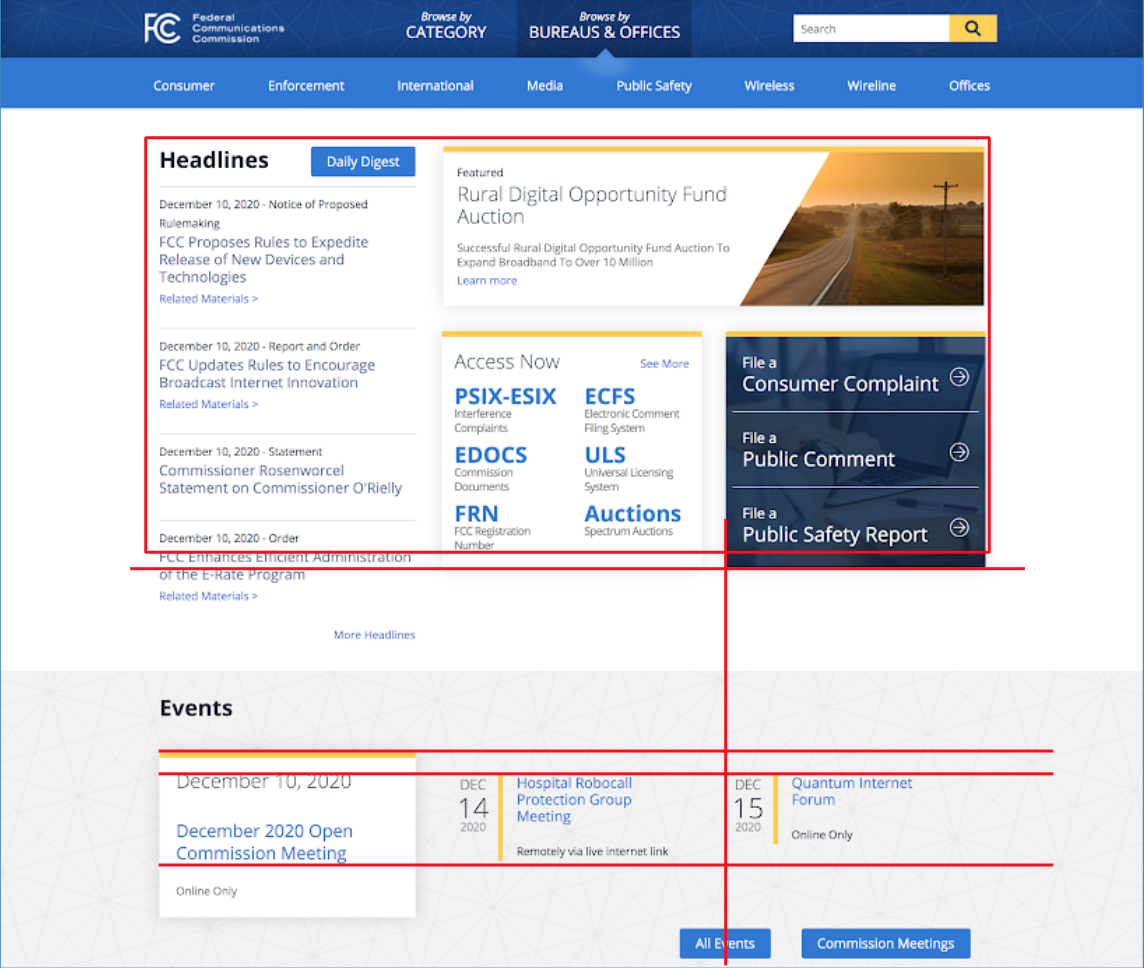 FCC
Federal
Communications
Commission
Browse by
CATEGORY
Browse by
BUREAUS & OFFICES
Search
Consumer
Enforcement
International
Media
Public Safety
Wireless
Wireline
Offices
Headlines
Daily Digest
December 10, 2020 - Notice of Proposed
Rulemaking
FCC Proposes Rules to Expedite
Release of New Devices and
Technologies
Related Materials >
December 10, 2020 - Report and Order
FCC Updates Rules to Encourage
Broadcast Internet Innovation
Related Materials >
December 10, 2020 - Statement
Commissioner Rosenworcel
Statement on Commissioner O'Rielly
December 10, 2020 - Order
FCC Enhances Efficient Administration
of the E-Rate Program
Related Materials >
More Headlines
Featured
Rural Digital Opportunity Fund
Auction
Successful Rural Digital Opportunity Fund Auction To
Expand Broadband To Over 10 Million
Learn more
Access Now
See More
PSIX-ESIX
Interference
Complaints
ECFS
Electronic Comment
Filing System
EDOCS
Commission
Documents
ULS
Universal Licensing
System
FRN
FCC Registration
Number
Auctions
Spectrum Auctions
File a
Consumer Complaint
File a
Public Comment
File a
Public Safety Report
Events
December 10, 2020
December 2020 Open
Commission Meeting
Online Only
DEC
14
2020
Hospital Robocall
Protection Group
Meeting
Remotely via live internet link
DEC
15
2020
Quantum Internet
Forum
Online Only
All Events
Commission Meetings